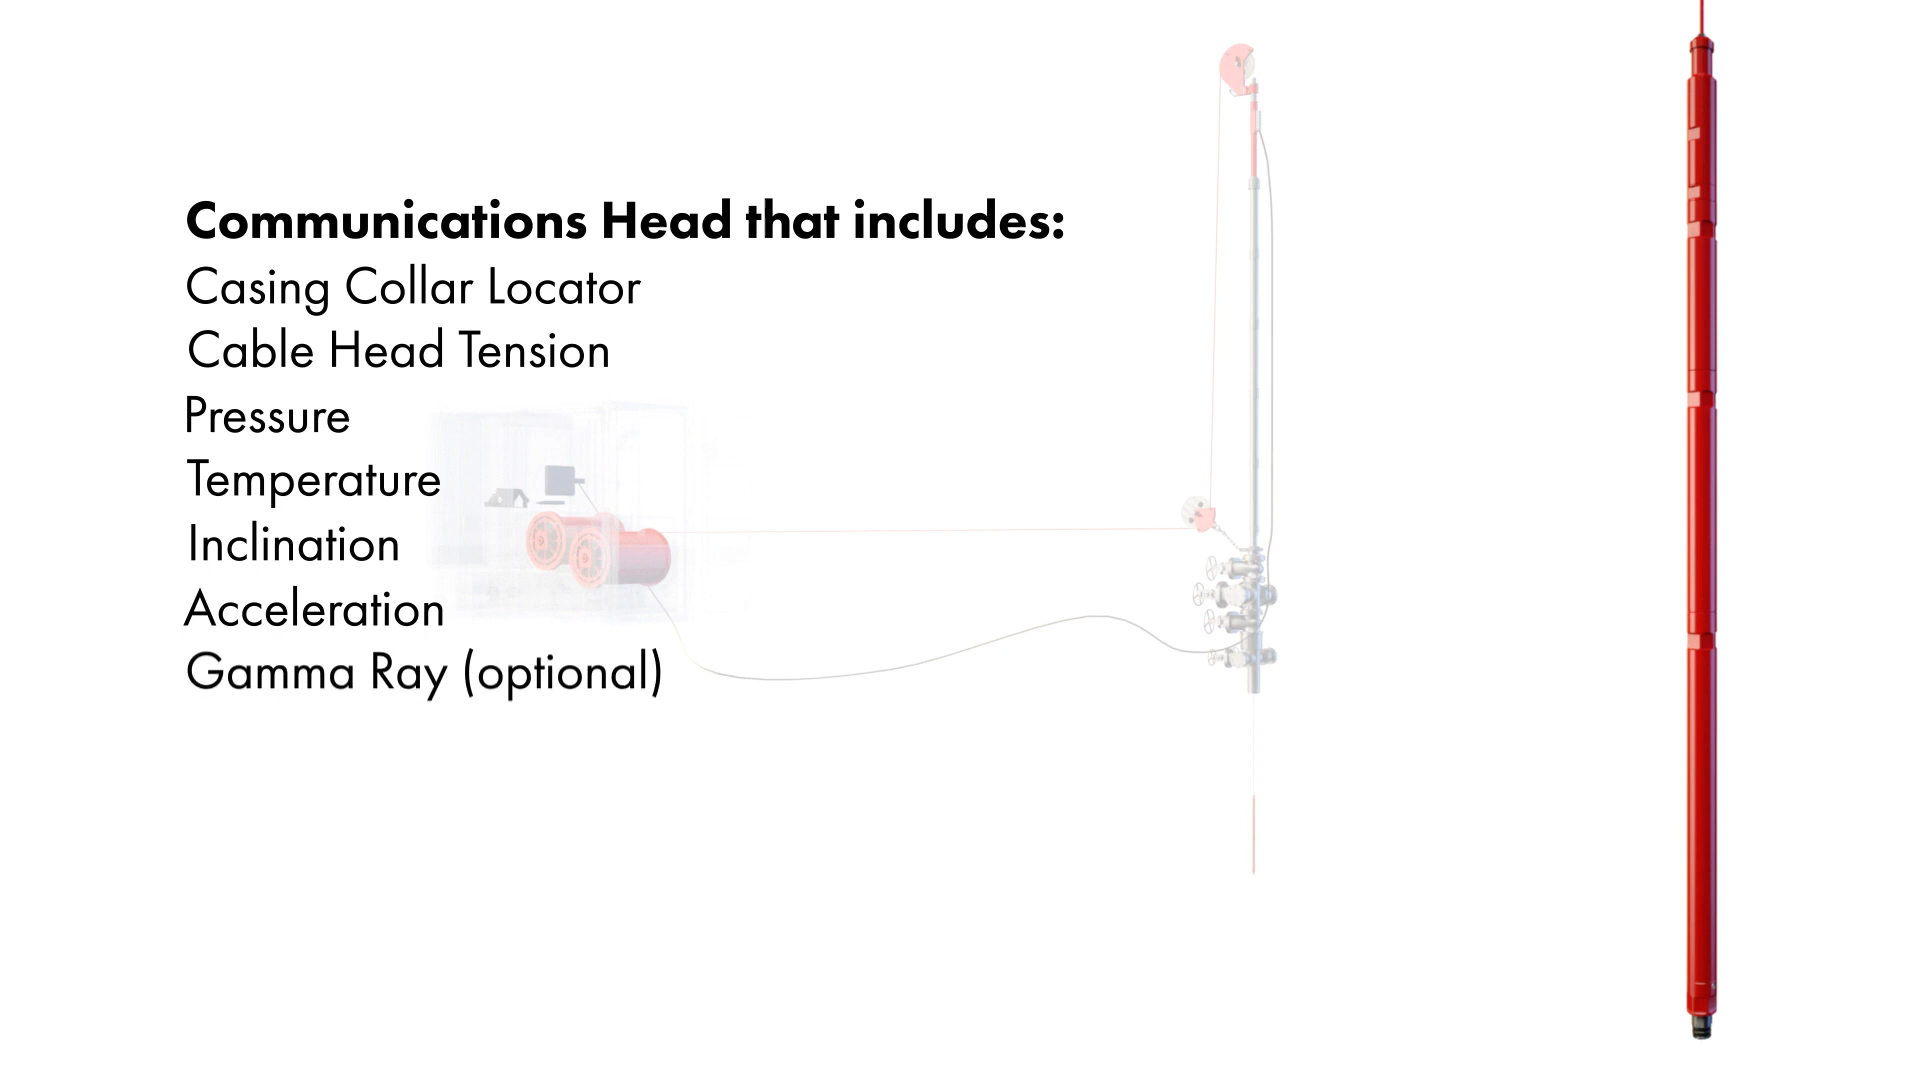 Communications Head that includes:
Casing Collar Locator
Cable Head Tension
Pressure
Temperature
Inclination
Acceleration
Gamma Ray (optional)